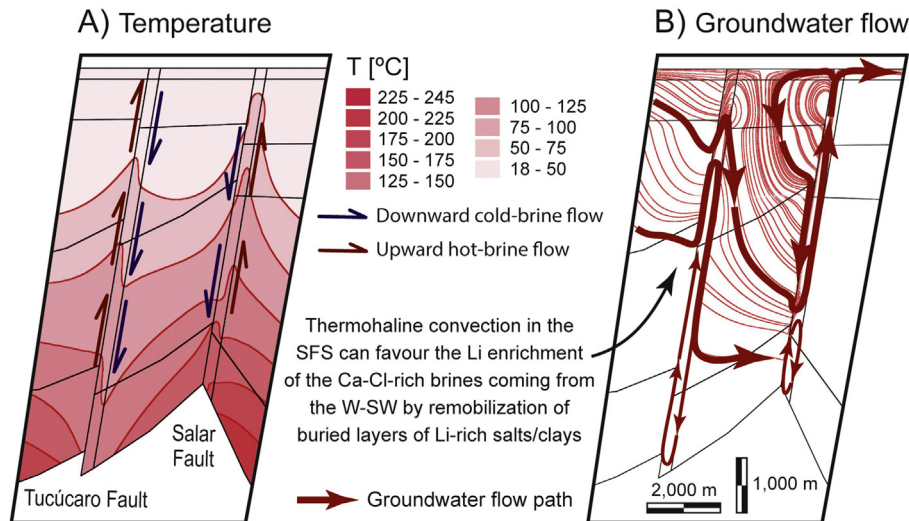 A) Temperature
B) Groundwater flow
T [ºC]
225 - 245
200 - 225
175 - 200
150 - 175
125 - 150
100 - 125
75 - 100
50 - 75
18 - 50
Downward cold-brine flow
Upward hot-brine flow
Thermohaline convection in the
SFS can favour the Li enrichment
of the Ca-Cl-rich brines coming from
the W-SW by remobilization of
buried layers of Li-rich salts/clays
Salar
Fault
Tucúcaro Fault
Groundwater flow path
2,000 m
1,000 m